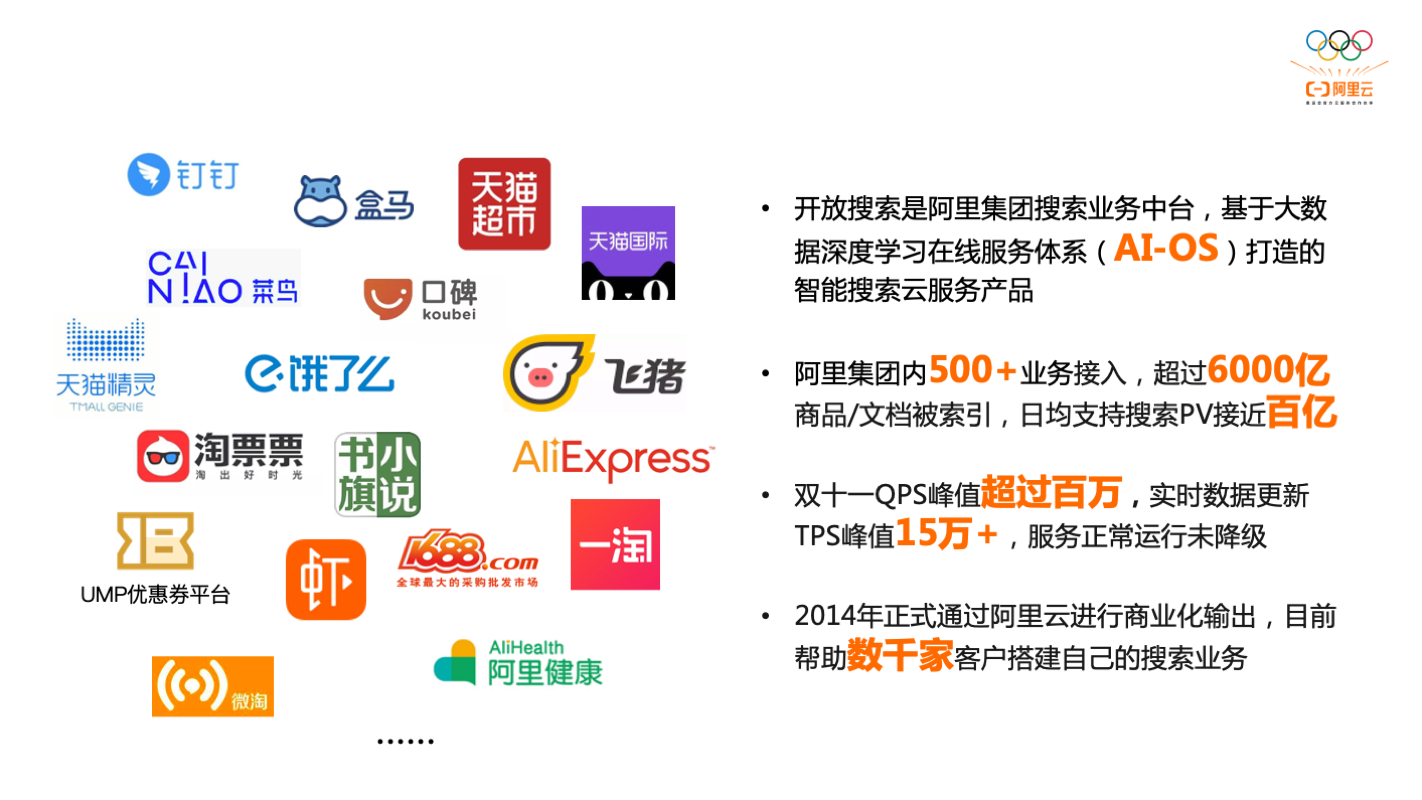 阿里云
钉钉
盒马
天猫
超市
天猫国际
CAI
NIAO 菜鸟
口碑
koubei
天猫精灵
TMALL GENIE
饿了么
飞猪
淘票票
淘出好时光
书旗
小说
AliExpress™
UMP优惠券平台
虾
1688.com
全球最大的采购批发市场
一淘
AliHealth
阿里健康
微淘
......
• 开放搜索是阿里集团搜索业务中台，基于大数
据深度学习在线服务体系（AI-OS）打造的
智能搜索云服务产品
• 阿里集团内500+业务接入，超过6000亿
商品/文档被索引，日均支持搜索PV接近百亿
• 双十一QPS峰值超过百万，实时数据更新
TPS峰值15万+，服务正常运行未降级
• 2014年正式通过阿里云进行商业化输出，目前
帮助数千家客户搭建自己的搜索业务